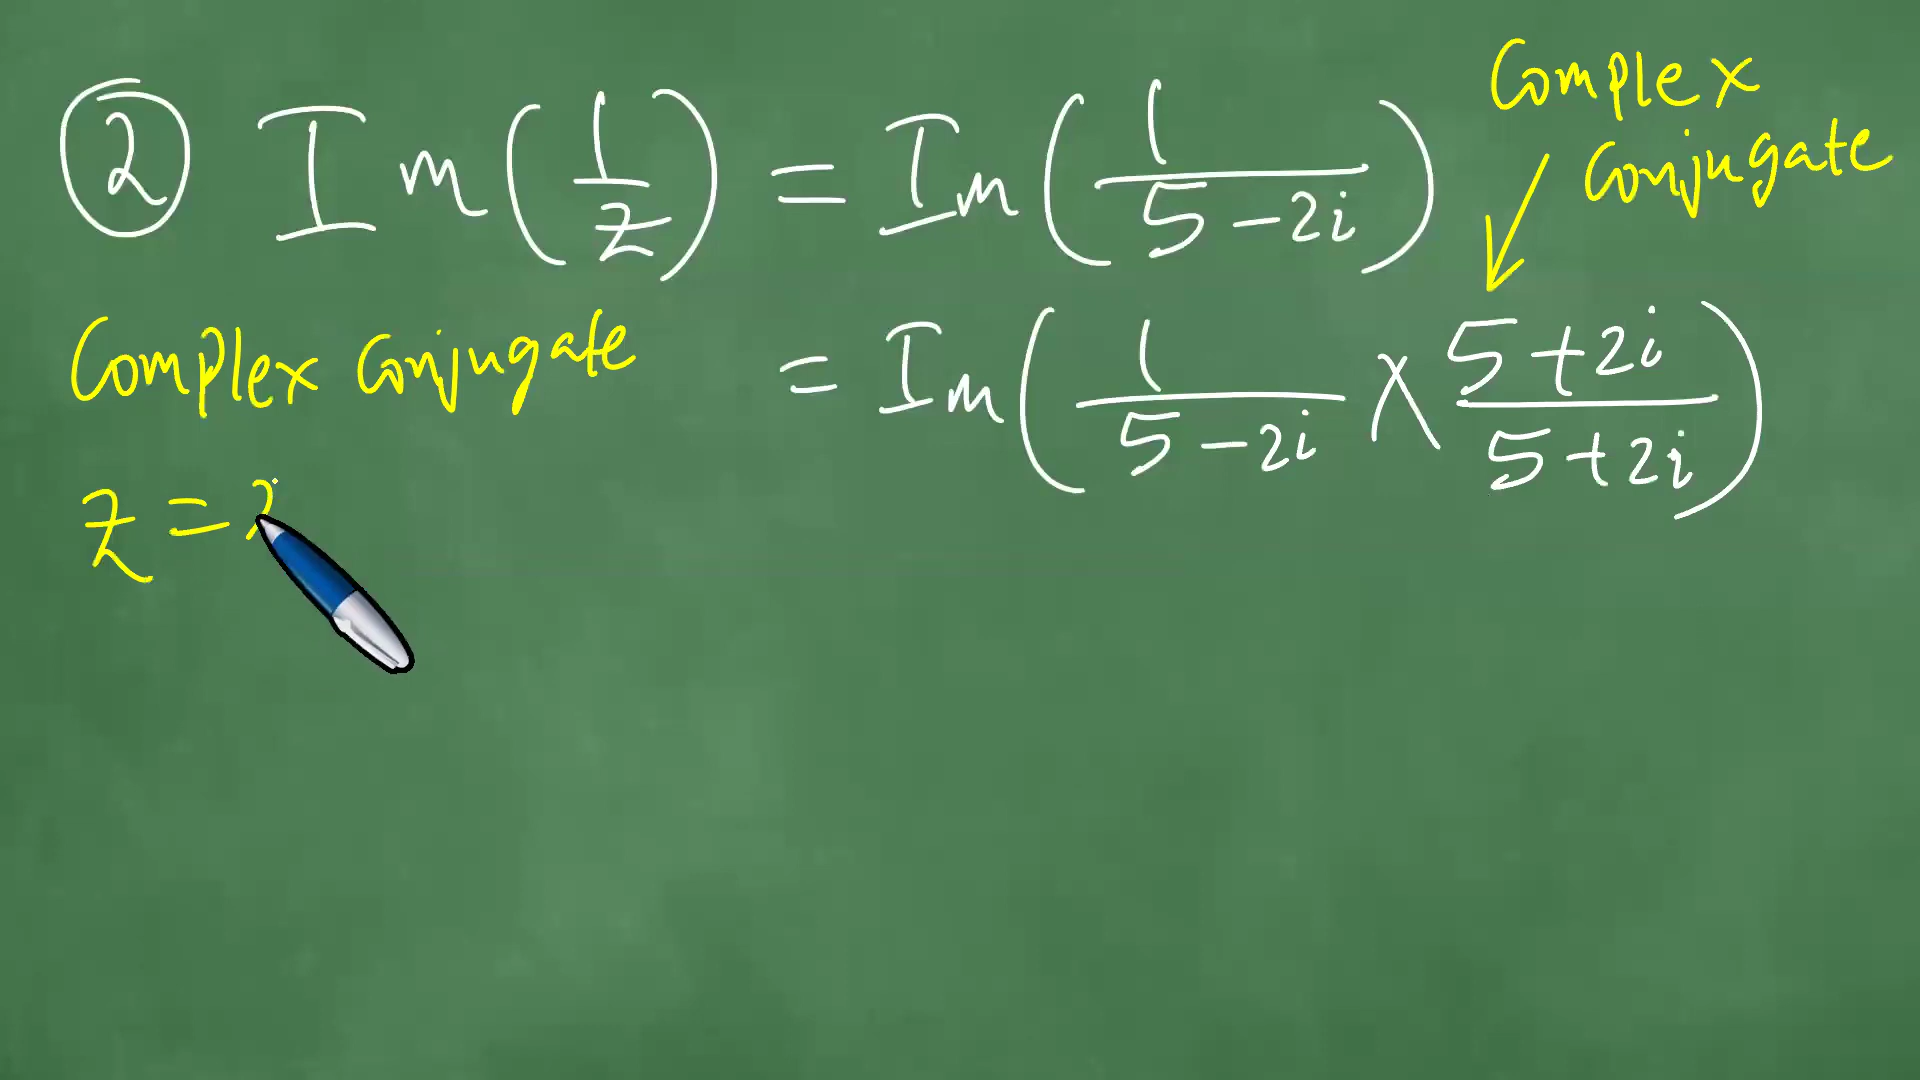 ② Im(1/z) = Im(1/(5-2i))
Complex
Conjugate
Complex Conjugate
= Im(1/(5-2i) × (5+2i)/(5+2i))
z =